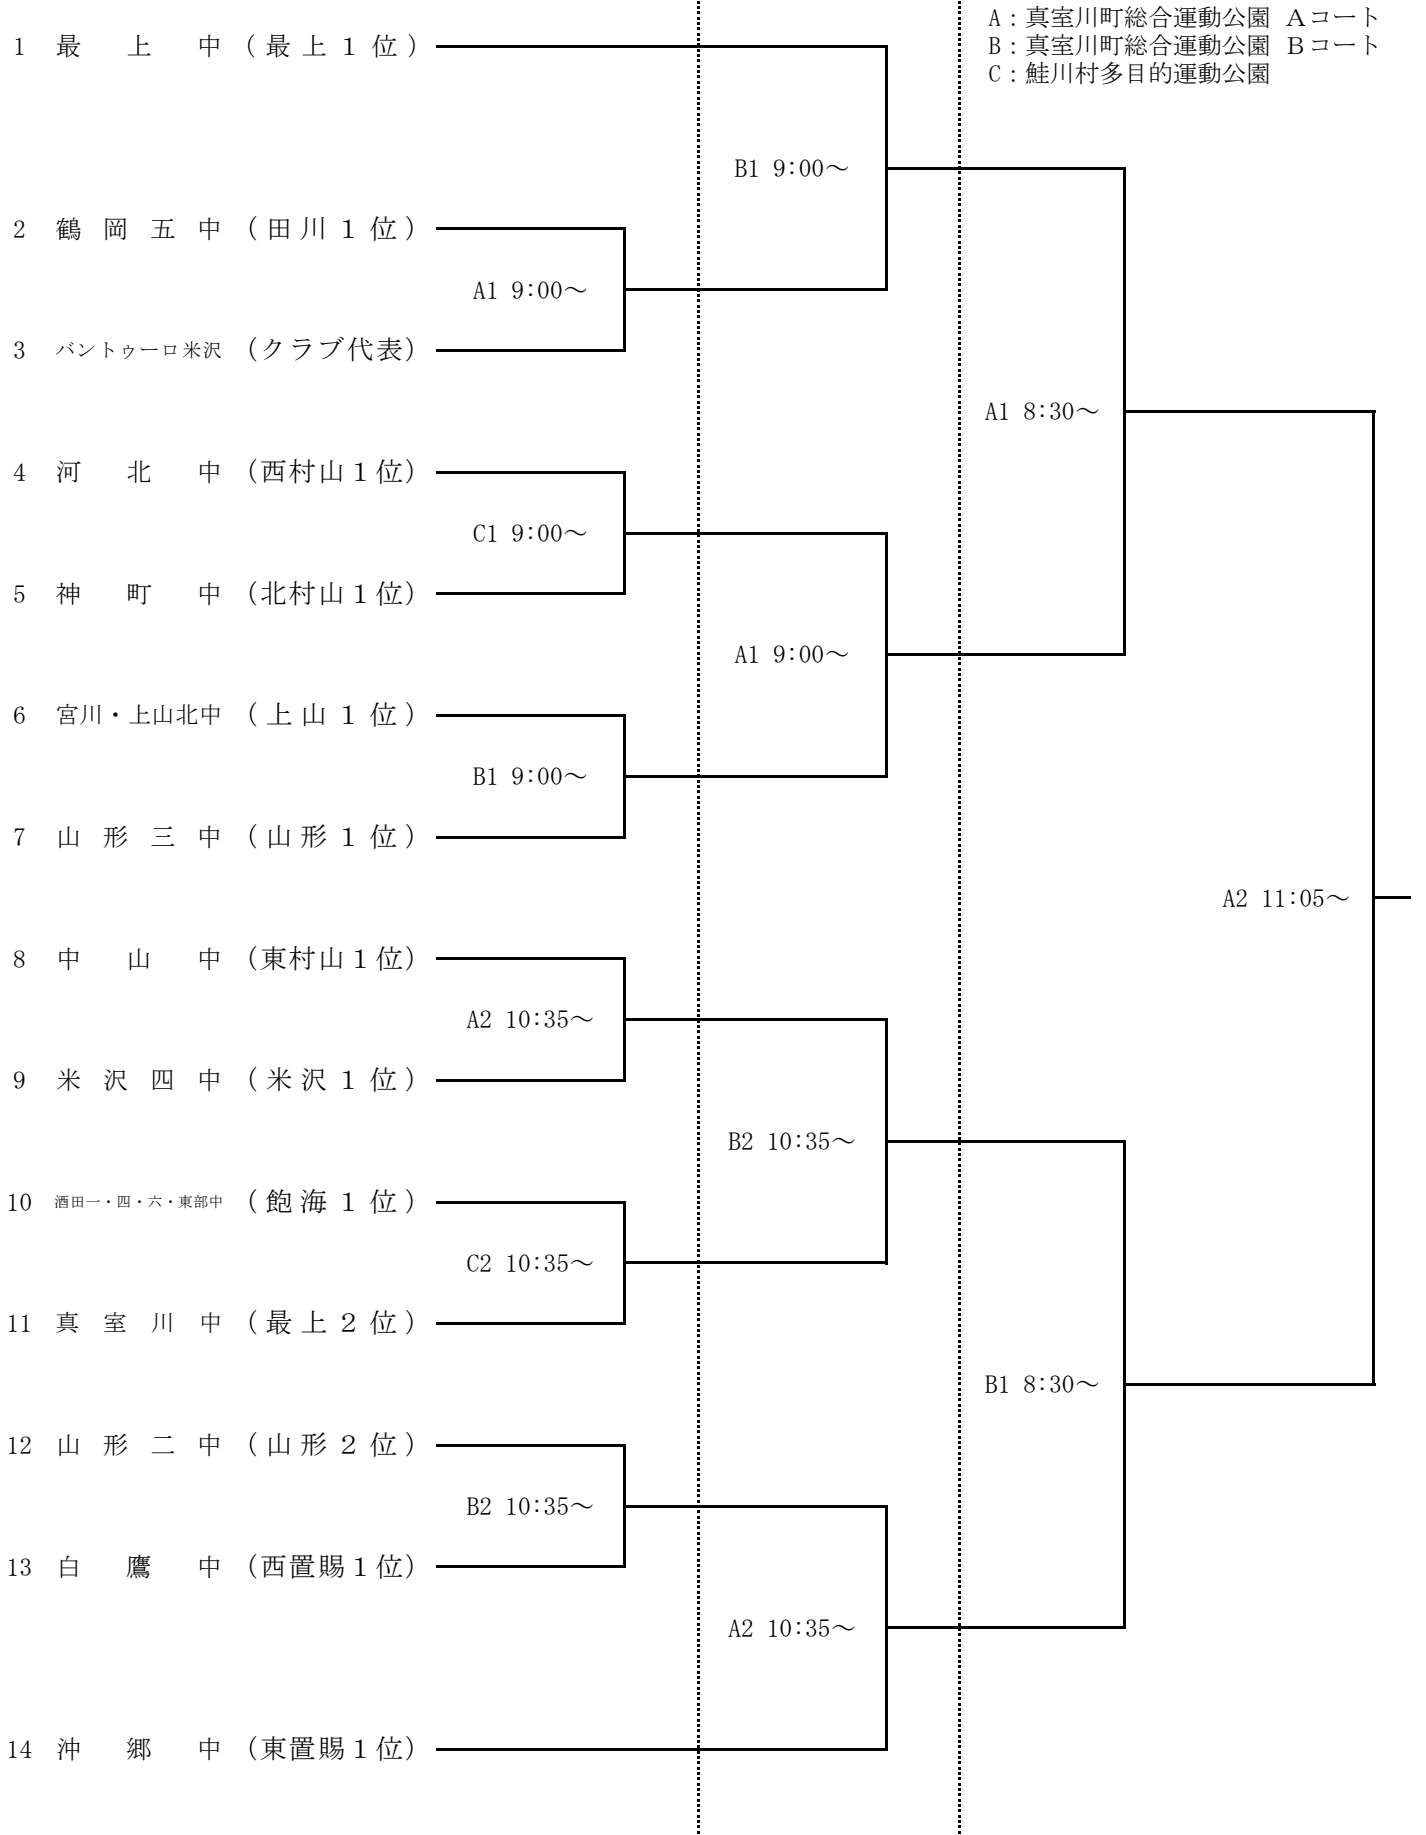 A：真室川町総合運動公園 Ａコート
B：真室川町総合運動公園 Ｂコート
C：鮭川村多目的運動公園
1 最上中（最上１位）
B1 9:00～
2 鶴岡五中（田川１位）
A1 9:00～
3 バントゥーロ米沢（クラブ代表）
A1 8:30～
4 河北中（西村山１位）
C1 9:00～
5 神町中（北村山１位）
A1 9:00～
6 宮川・上山北中（上山１位）
B1 9:00～
7 山形三中（山形１位）
A2 11:05～
8 中山中（東村山１位）
A2 10:35～
9 米沢四中（米沢１位）
B2 10:35～
10 酒田一・四・六・東部中（飽海１位）
C2 10:35～
11 真室川中（最上２位）
B1 8:30～
12 山形二中（山形２位）
B2 10:35～
13 白鷹中（西置賜１位）
A2 10:35～
14 沖郷中（東置賜１位）